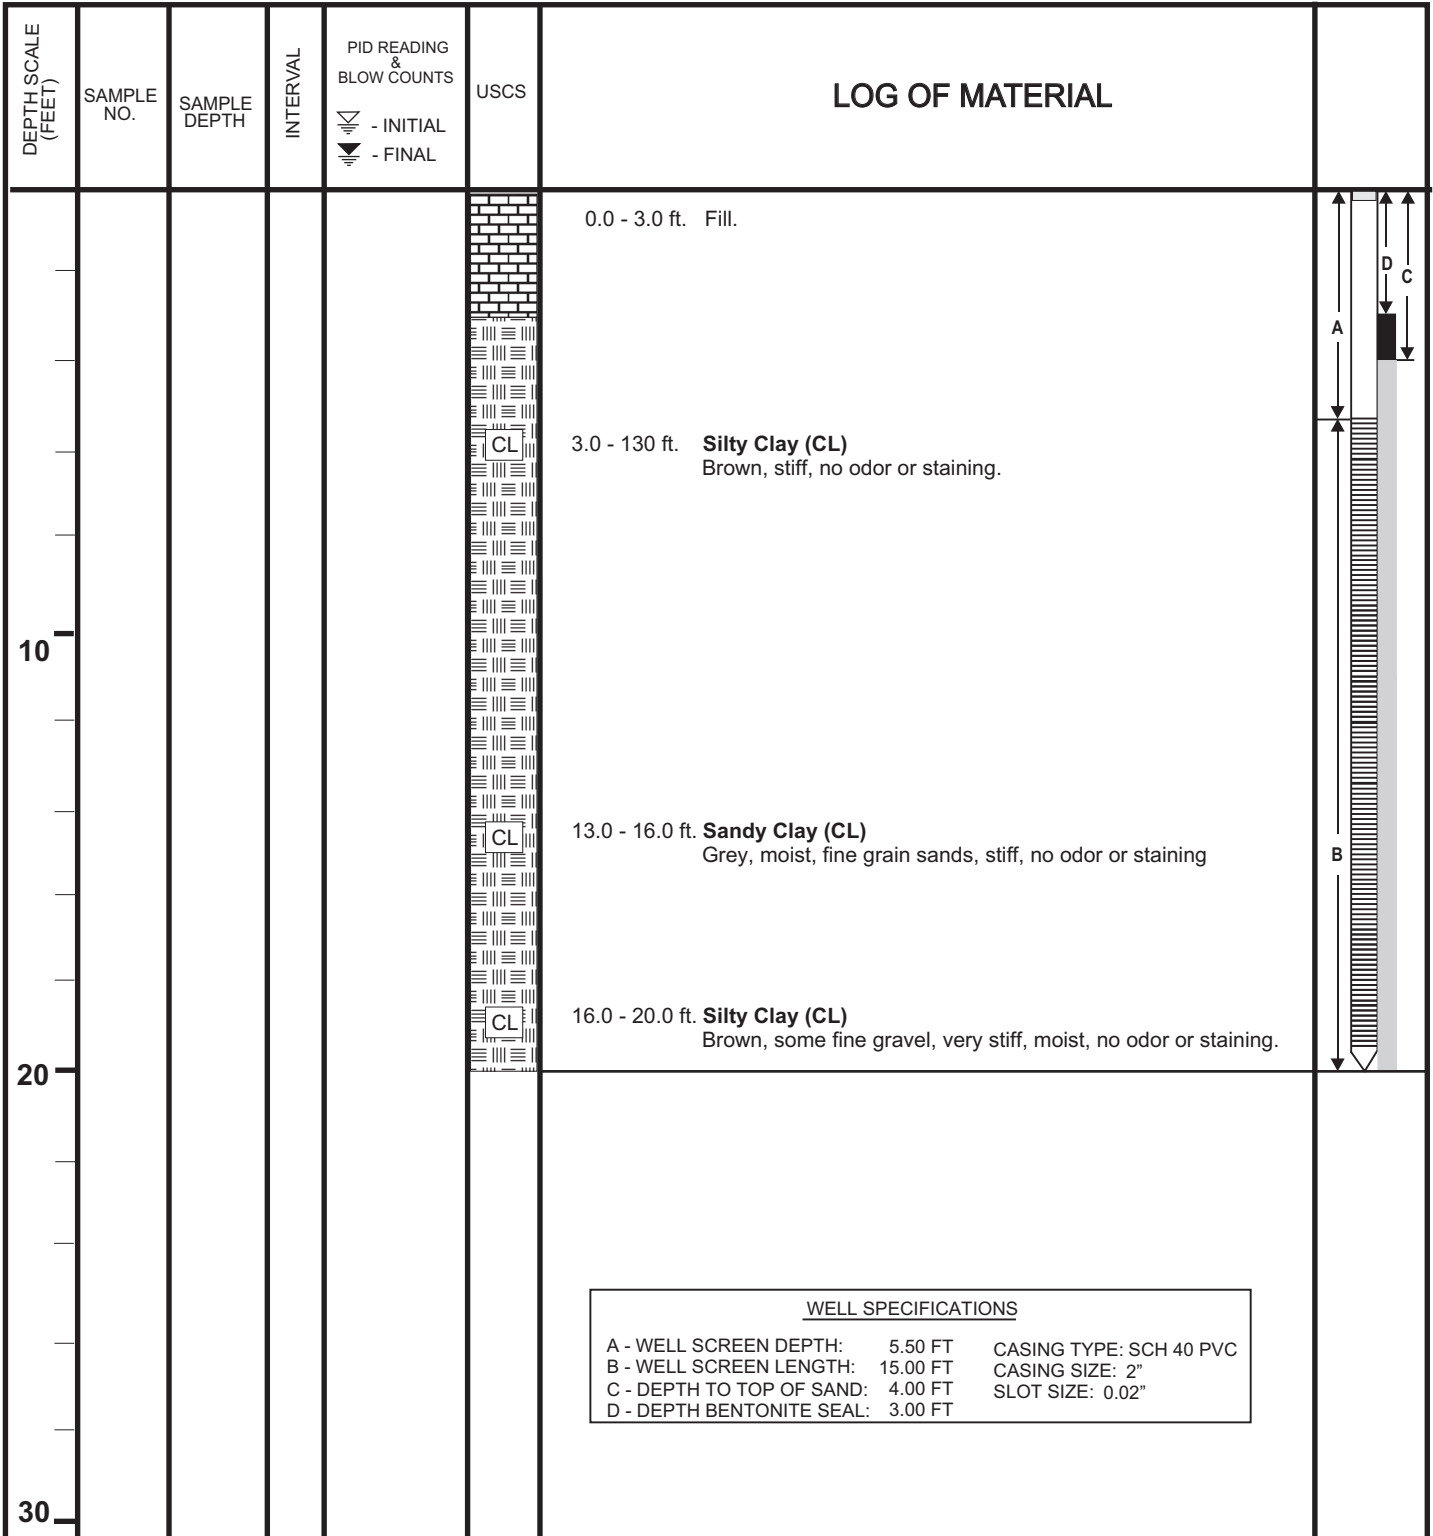 DEPTH SCALE
(FEET)
SAMPLE
NO.
SAMPLE
DEPTH
INTERVAL
PID READING
&
BLOW COUNTS
- INITIAL
- FINAL
USCS
LOG OF MATERIAL
0.0 - 3.0 ft. Fill.
D
C
A
CL
3.0 - 130 ft. Silty Clay (CL)
Brown, stiff, no odor or staining.
10
CL
13.0 - 16.0 ft. Sandy Clay (CL)
Grey, moist, fine grain sands, stiff, no odor or staining
B
CL
16.0 - 20.0 ft. Silty Clay (CL)
Brown, some fine gravel, very stiff, moist, no odor or staining.
20
WELL SPECIFICATIONS
A - WELL SCREEN DEPTH: 5.50 FT CASING TYPE: SCH 40 PVC
B - WELL SCREEN LENGTH: 15.00 FT CASING SIZE: 2”
C - DEPTH TO TOP OF SAND: 4.00 FT SLOT SIZE: 0.02”
D - DEPTH BENTONITE SEAL: 3.00 FT
30